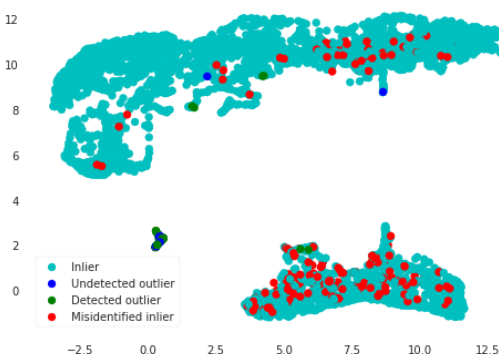 12
10
8
6
4
2
0
Inlier
Undetected outlier
Detected outlier
Misidentified inlier
−2.5 0.0 2.5 5.0 7.5 10.0 12.5